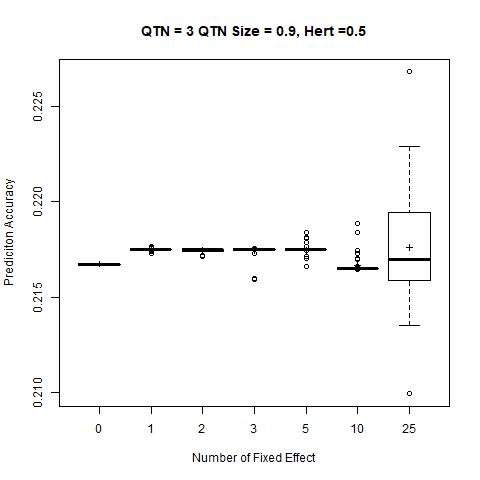 QTN = 3 QTN Size = 0.9, Hert =0.5
Prediciton Accuracy
0.225
0.220
0.215
0.210
0 1 2 3 5 10 25
Number of Fixed Effect